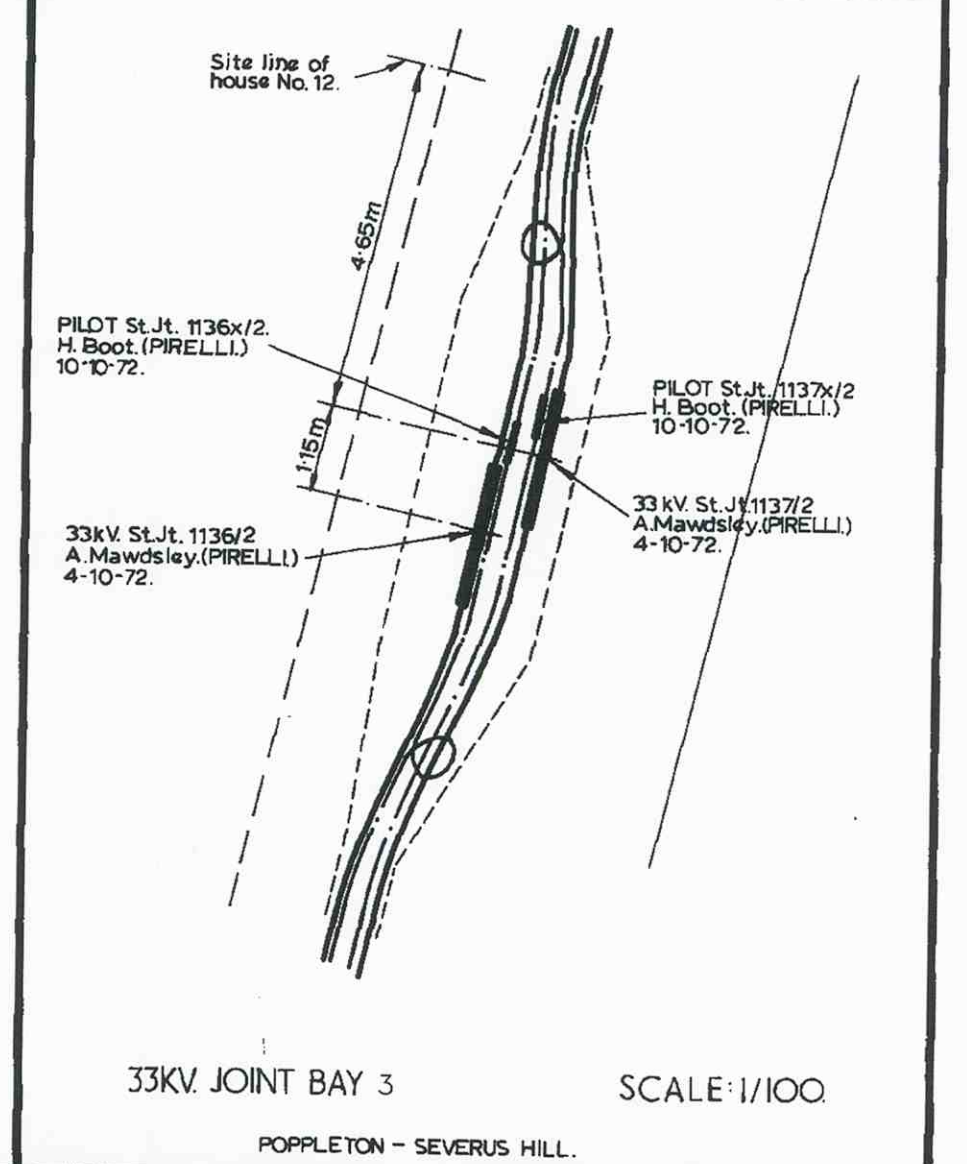 Site line of
house No. 12.
4·65m
PILOT St.Jt. 1136x/2.
H. Boot. (PIRELLI.)
10-10-72.
PILOT St.Jt. 1137x/2
H. Boot. (PIRELLI.)
10-10-72.
1·15m
33 kV. St.Jt.1137/2
A.Mawdsley.(PIRELLI.)
4-10-72.
33kV. St.Jt. 1136/2
A.Mawdsley.(PIRELLI.)
4-10-72.
33KV. JOINT BAY 3
SCALE: 1/100.
POPPLETON - SEVERUS HILL.